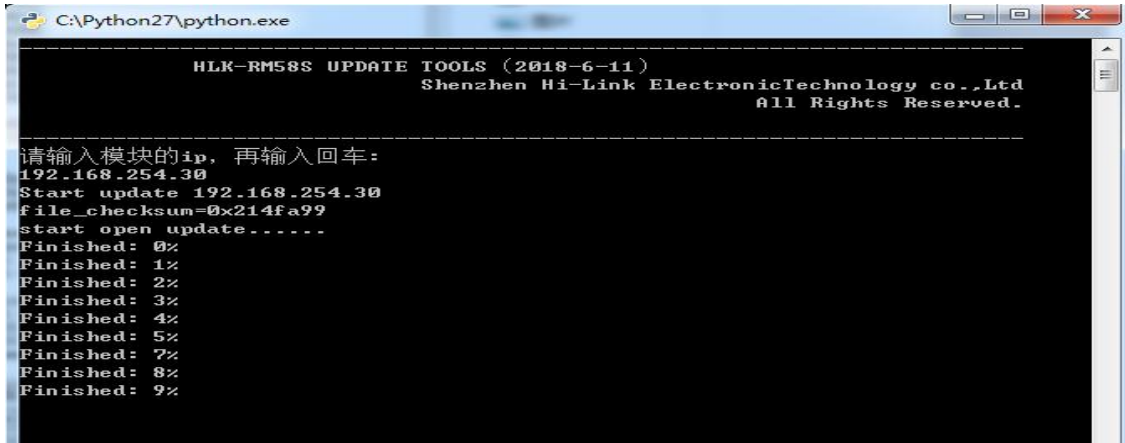 C:\Python27\python.exe
HLK-RM58S UPDATE TOOLS (2018-6-11)
Shenzhen Hi-Link ElectronicTechnology co.,Ltd
All Rights Reserved.
请输入模块的ip, 再输入回车:
192.168.254.30
Start update 192.168.254.30
file_checksum=0x214fa99
start open update......
Finished: 0%
Finished: 1%
Finished: 2%
Finished: 3%
Finished: 4%
Finished: 5%
Finished: 7%
Finished: 8%
Finished: 9%